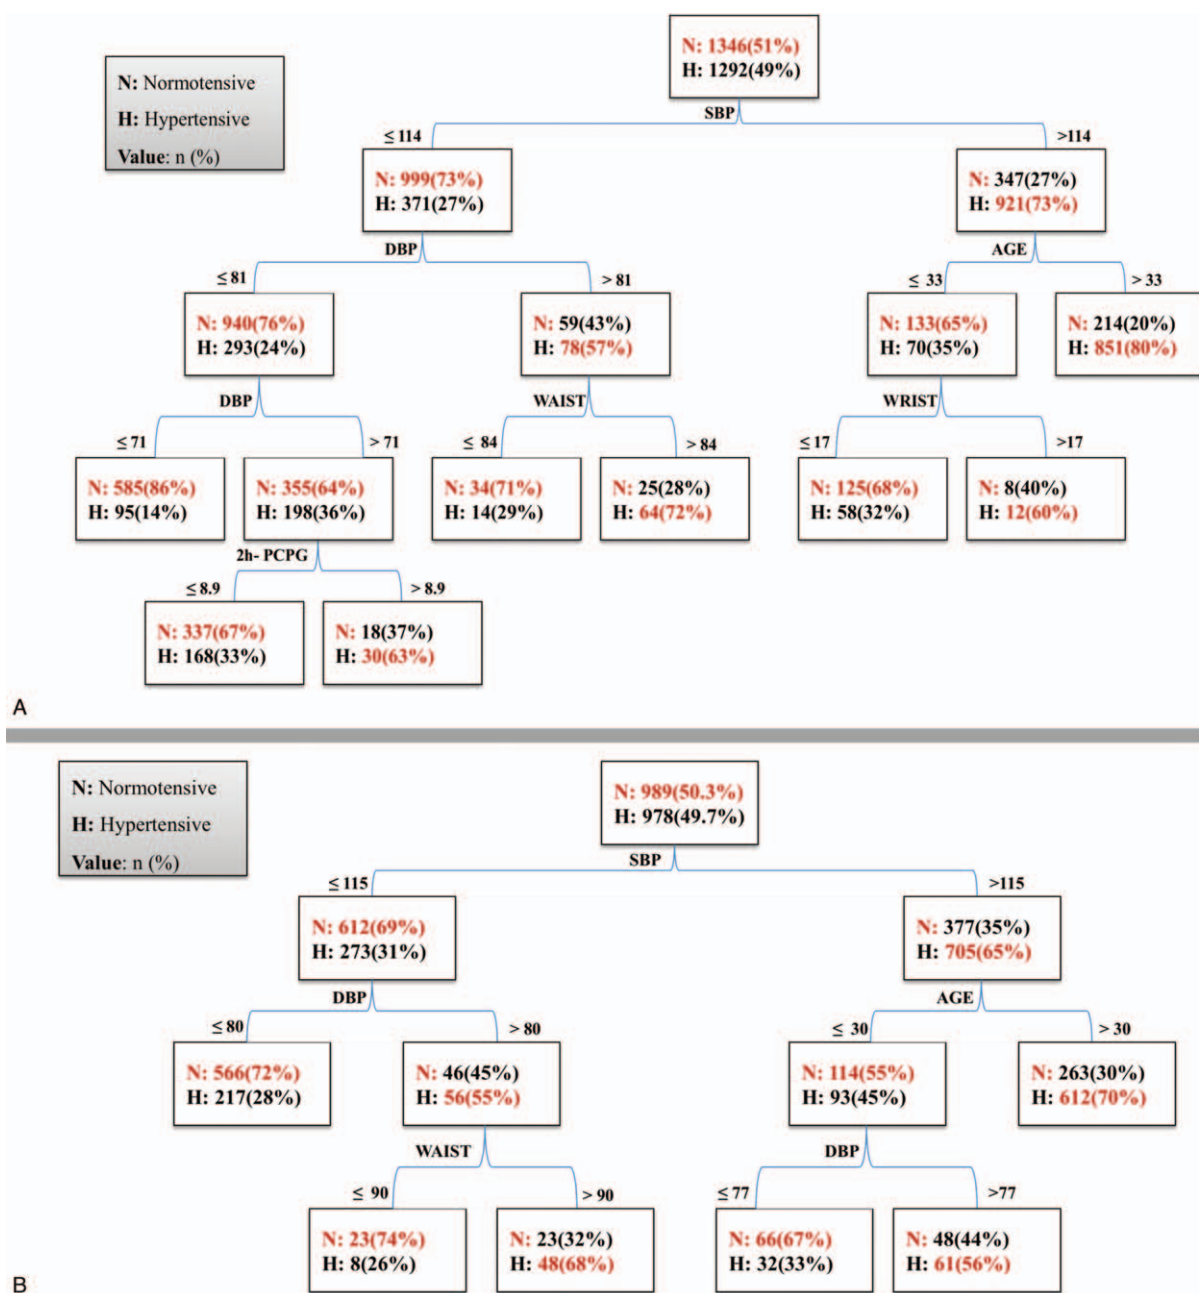 N: Normotensive
H: Hypertensive
Value: n (%)
N: 1346(51%)
H: 1292(49%)
SBP
≤ 114
>114
N: 999(73%)
H: 371(27%)
N: 347(27%)
H: 921(73%)
DBP
AGE
≤ 81
> 81
≤ 33
> 33
N: 940(76%)
H: 293(24%)
N: 59(43%)
H: 78(57%)
N: 133(65%)
H: 70(35%)
N: 214(20%)
H: 851(80%)
DBP
WAIST
WRIST
≤ 71
> 71
≤ 84
> 84
≤ 17
>17
N: 585(86%)
H: 95(14%)
N: 355(64%)
H: 198(36%)
N: 34(71%)
H: 14(29%)
N: 25(28%)
H: 64(72%)
N: 125(68%)
H: 58(32%)
N: 8(40%)
H: 12(60%)
2h- PCPG
≤ 8.9
> 8.9
N: 337(67%)
H: 168(33%)
N: 18(37%)
H: 30(63%)
A
N: Normotensive
H: Hypertensive
Value: n (%)
N: 989(50.3%)
H: 978(49.7%)
SBP
≤ 115
>115
N: 612(69%)
H: 273(31%)
N: 377(35%)
H: 705(65%)
DBP
AGE
≤ 80
> 80
≤ 30
> 30
N: 566(72%)
H: 217(28%)
N: 46(45%)
H: 56(55%)
N: 114(55%)
H: 93(45%)
N: 263(30%)
H: 612(70%)
WAIST
DBP
≤ 90
> 90
≤ 77
>77
N: 23(74%)
H: 8(26%)
N: 23(32%)
H: 48(68%)
N: 66(67%)
H: 32(33%)
N: 48(44%)
H: 61(56%)
B